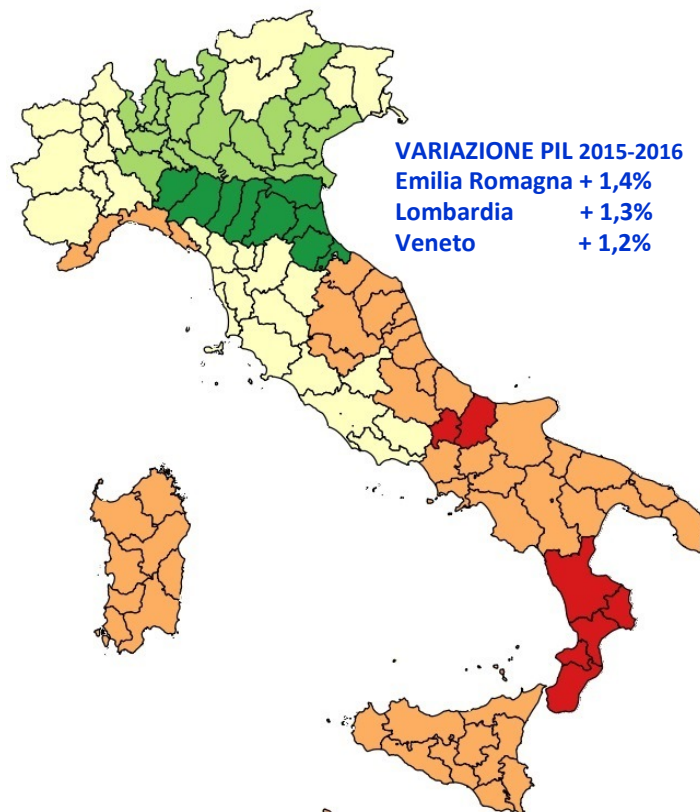 VARIAZIONE PIL 2015-2016
Emilia Romagna + 1,4%
Lombardia + 1,3%
Veneto + 1,2%